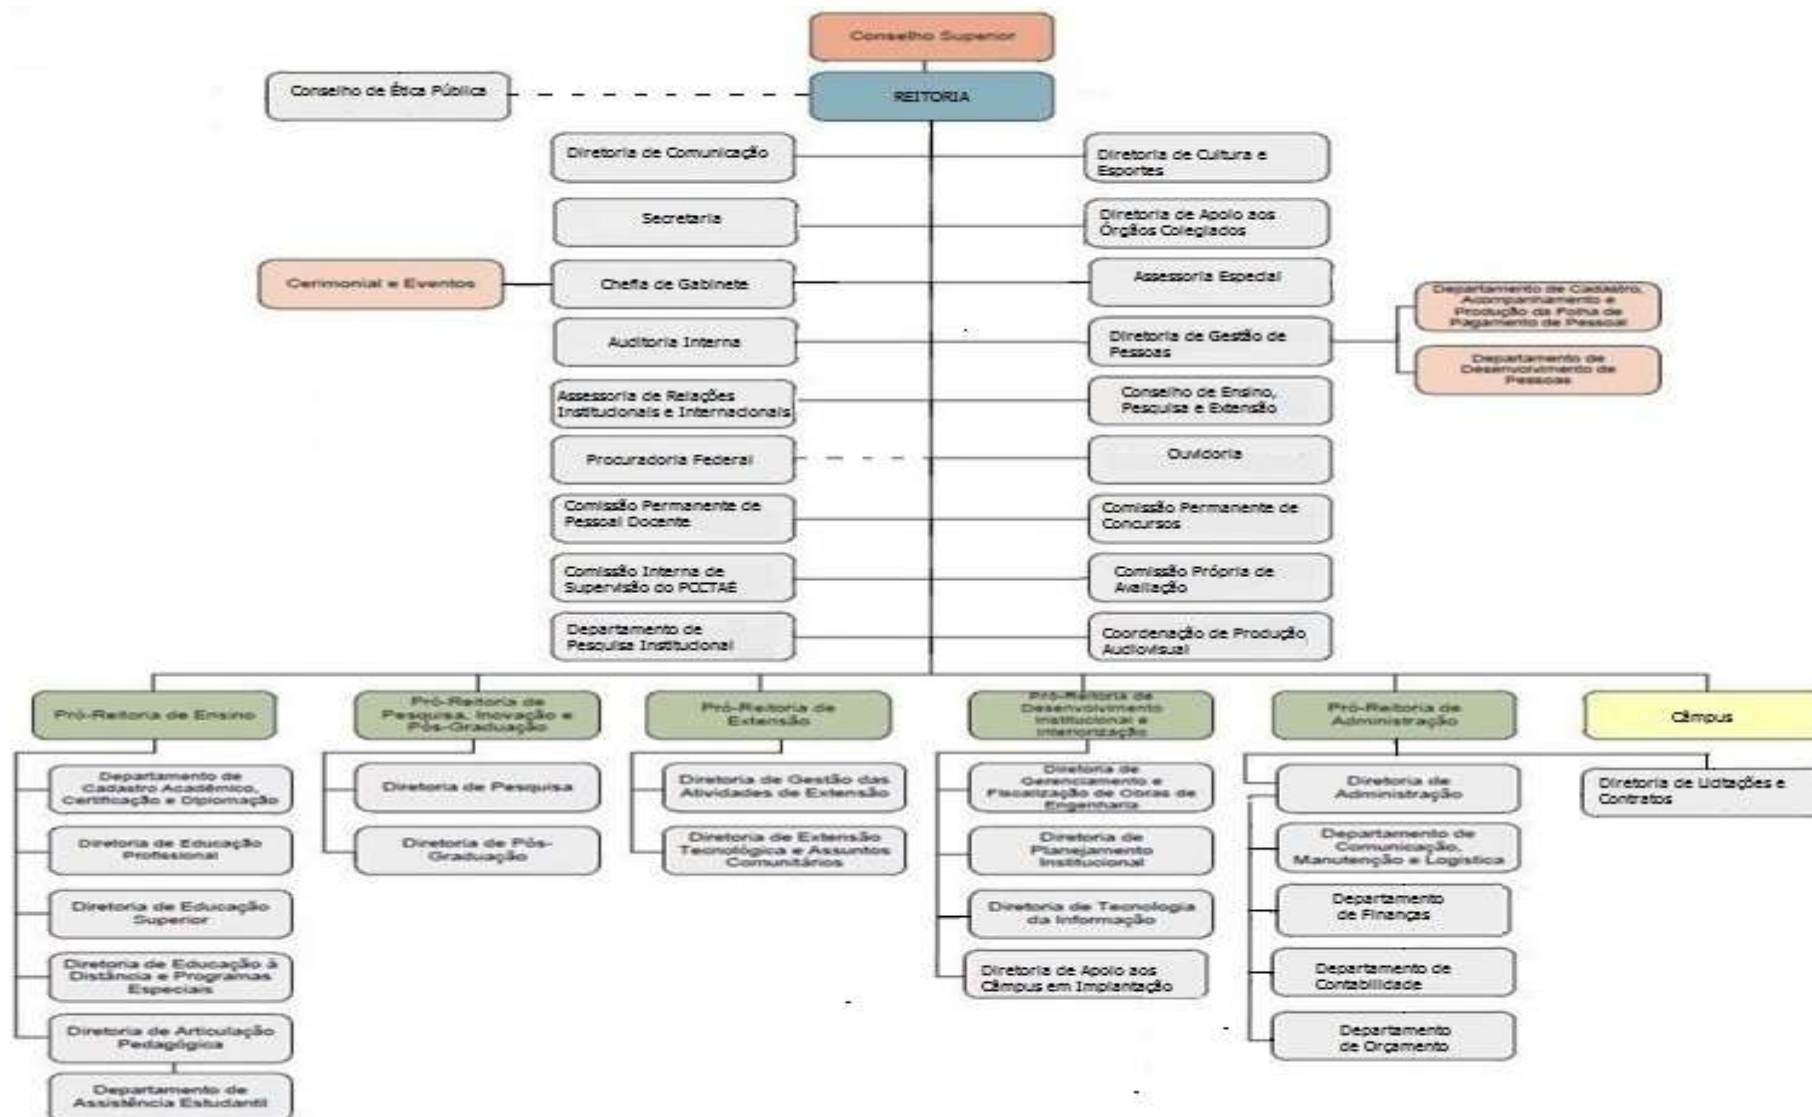 Conselho Superior
Conselho de Ética Pública
REITORIA
Diretoria de Comunicação
Diretoria de Cultura e
Esportes
Secretaria
Diretoria de Apoio aos
Órgãos Colegiados
Cerimonial e Eventos
Chefia de Gabinete
Assessoria Especial
Departamento de Cadastro,
Acompanhamento e
Produção da Folha de
Pagamento de Pessoal
Auditoria Interna
Diretoria de Gestão de
Pessoas
Departamento de
Desenvolvimento de
Pessoas
Assessoria de Relações
Institucionais e Internacionais
Conselho de Ensino,
Pesquisa e Extensão
Procuradoria Federal
Ouvidoria
Comissão Permanente de
Pessoal Docente
Comissão Permanente de
Concursos
Comissão Interna de
Supervisão do PCCTAE
Comissão Própria de
Avaliação
Departamento de
Pesquisa Institucional
Coordenação de Produção
Audiovisual
Pró-Reitoria de Ensino
Pró-Reitoria de
Pesquisa, Inovação e
Pós-Graduação
Pró-Reitoria de
Extensão
Pró-Reitoria de
Desenvolvimento
Institucional e
Interiorização
Pró-Reitoria de
Administração
Câmpus
Departamento de
Cadastro Acadêmico,
Certificação e Diplomação
Diretoria de Pesquisa
Diretoria de Gestão das
Atividades de Extensão
Diretoria de
Gerenciamento e
Fiscalização de Obras de
Engenharia
Diretoria de
Administração
Diretoria de Licitações e
Contratos
Diretoria de Educação
Profissional
Diretoria de Pós-
Graduação
Diretoria de Extensão
Tecnológica e Assuntos
Comunitários
Diretoria de
Planejamento
Institucional
Departamento de
Comunicação,
Manutenção e Logística
Diretoria de Educação
Superior
Diretoria de Tecnologia
da Informação
Departamento
de Finanças
Diretoria de Educação à
Distância e Programas
Especiais
Diretoria de Apoio aos
Câmpus em Implantação
Departamento de
Contabilidade
Diretoria de Articulação
Pedagógica
Departamento
de Orçamento
Departamento de
Assistência Estudantil